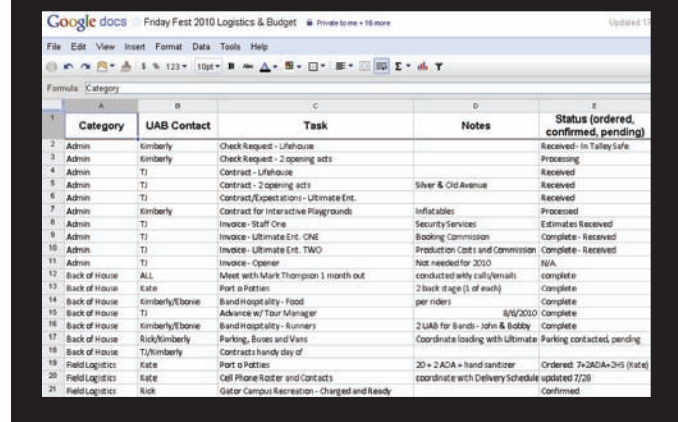 Google docs Friday Fest 2010 Logistics & Budget Private to me + 16 more Updated
File Edit View Insert Format Data Tools Help
$ % 123 10pt B Abc A Σ T
Formula: Category
A B C D E
1 Category UAB Contact Task Notes Status (ordered, confirmed, pending)
2 Admin Kimberly Check Request - Lifehouse Received - In Talley Safe
3 Admin Kimberly Check Request - 2 opening acts Processing
4 Admin TJ Contract - Lifehouse Received
5 Admin TJ Contract - 2 opening acts Silver & Old Avenue Received
6 Admin TJ Contract/Expectations - Ultimate Ent. Received
7 Admin Kimberly Contract for Interactive Playgrounds Inflatables Processed
8 Admin TJ Invoice - Staff One Security Services Estimates Received
9 Admin TJ Invoice - Ultimate Ent. ONE Booking Commission Complete - Received
10 Admin TJ Invoice - Ultimate Ent. TWO Production Costs and Commission Complete - Received
11 Admin TJ Invoice - Opener Not needed for 2010 N/A
12 Back of House ALL Meet with Mark Thompson 1 month out conducted wkly calls/emails complete
13 Back of House Kate Port o Potties 2 back stage (1 of each) complete
14 Back of House Kimberly/Ebonie Band Hospitality - Food per riders Complete
15 Back of House TJ Advance w/ Tour Manager 8/6/2010 Complete
16 Back of House Kimberly/Ebonie Band Hospitality - Runners 2 UAB for Bands - John & Bobby Complete
17 Back of House Rick/Kimberly Parking, Buses and Vans Coordinate loading with Ultimate Parking contacted, pending
18 Back of House TJ/Kimberly Contracts handy day of
19 Field Logistics Kate Port o Potties 20 + 2 ADA + hand sanitizer Ordered: 7+2ADA+2HS (Kate)
20 Field Logistics Kate Cell Phone Roster and Contacts coordinate with Delivery Schedule updated 7/28
21 Field Logistics Rick Gator Campus Recreation - Charged and Ready Confirmed